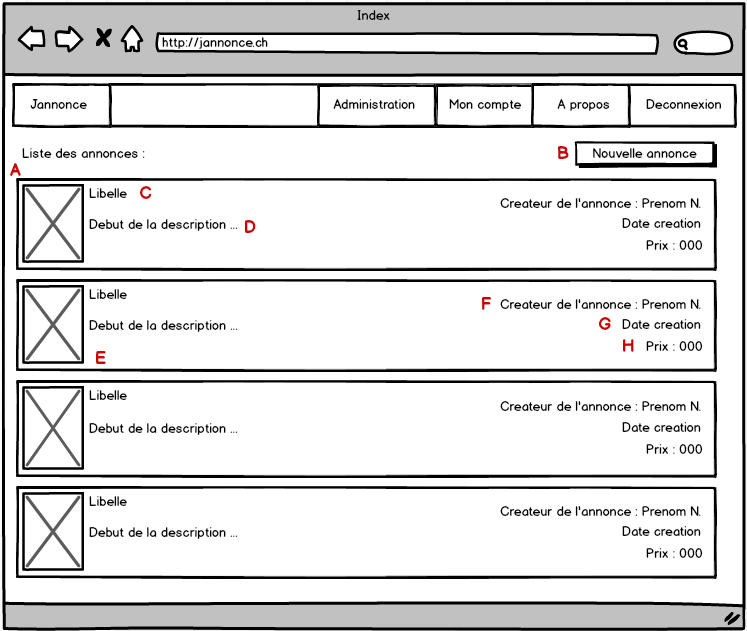 Index
http://jannonce.ch
Jannonce Administration Mon compte A propos Deconnexion
Liste des annonces : B Nouvelle annonce
A
Libelle C
Createur de l'annonce : Prenom N.
Debut de la description ... D Date creation
Prix : 000
Libelle
F Createur de l'annonce : Prenom N.
Debut de la description ... G Date creation
E H Prix : 000
Libelle
Createur de l'annonce : Prenom N.
Debut de la description ... Date creation
Prix : 000
Libelle
Createur de l'annonce : Prenom N.
Debut de la description ... Date creation
Prix : 000